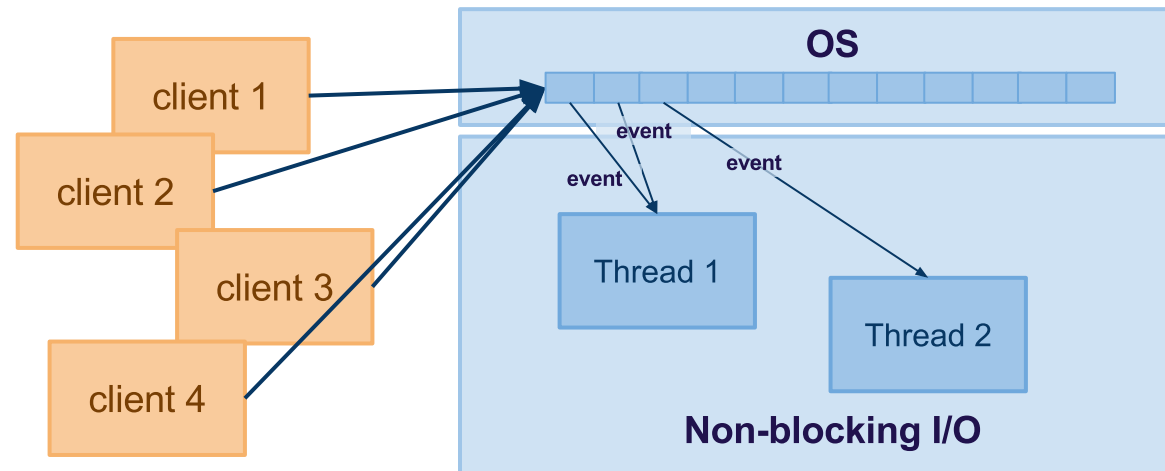 OS
client 1
client 2
client 3
client 4
event
event
event
Thread 1
Thread 2
Non-blocking I/O